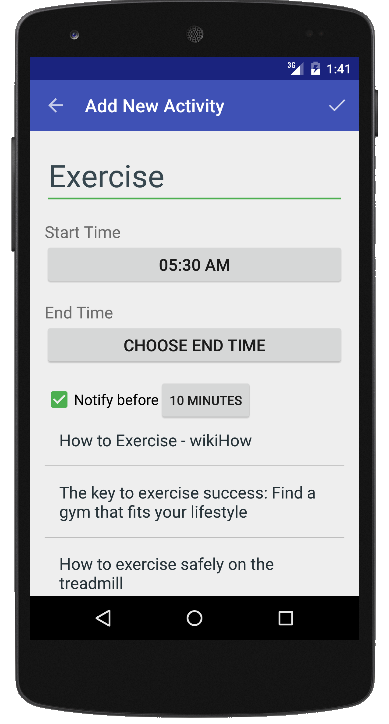 3G 1:41
Add New Activity
Exercise
Start Time
05:30 AM
End Time
CHOOSE END TIME
Notify before 10 MINUTES
How to Exercise - wikiHow
The key to exercise success: Find a
gym that fits your lifestyle
How to exercise safely on the
treadmill